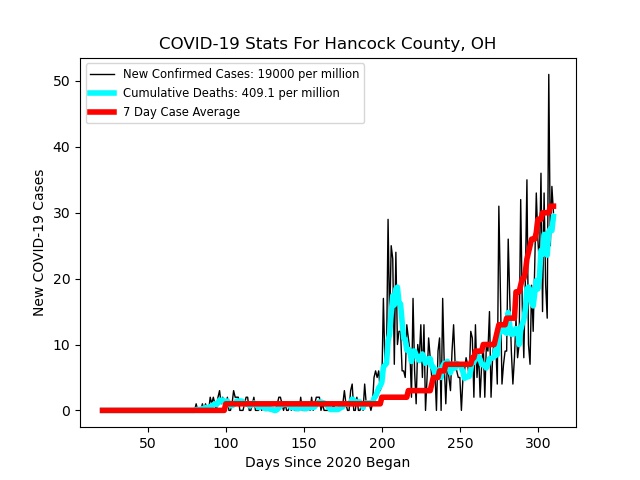 COVID-19 Stats For Hancock County, OH
New Confirmed Cases: 19000 per million
Cumulative Deaths: 409.1 per million
7 Day Case Average
New COVID-19 Cases
50
40
30
20
10
0
50 100 150 200 250 300
Days Since 2020 Began